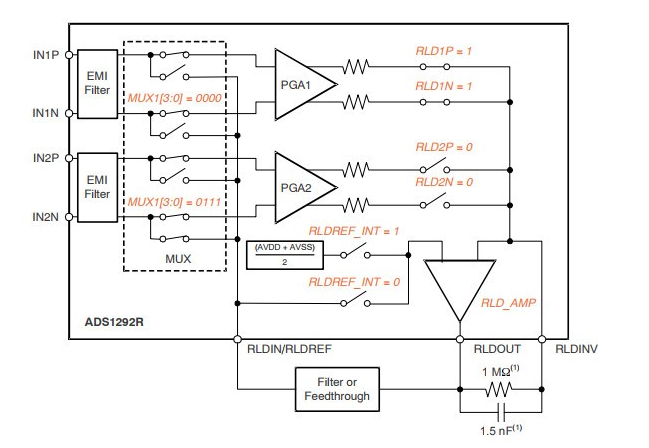 IN1P
EMI
Filter
IN1N
MUX1[3:0] = 0000
PGA1
RLD1P = 1
RLD1N = 1
IN2P
EMI
Filter
IN2N
MUX1[3:0] = 0111
MUX
PGA2
RLD2P = 0
RLD2N = 0
RLDREF_INT = 1
(AVDD + AVSS)
2
RLDREF_INT = 0
RLD_AMP
ADS1292R
RLDIN/RLDREF
RLDOUT
RLDINV
Filter or
Feedthrough
1 MΩ(1)
1.5 nF(1)